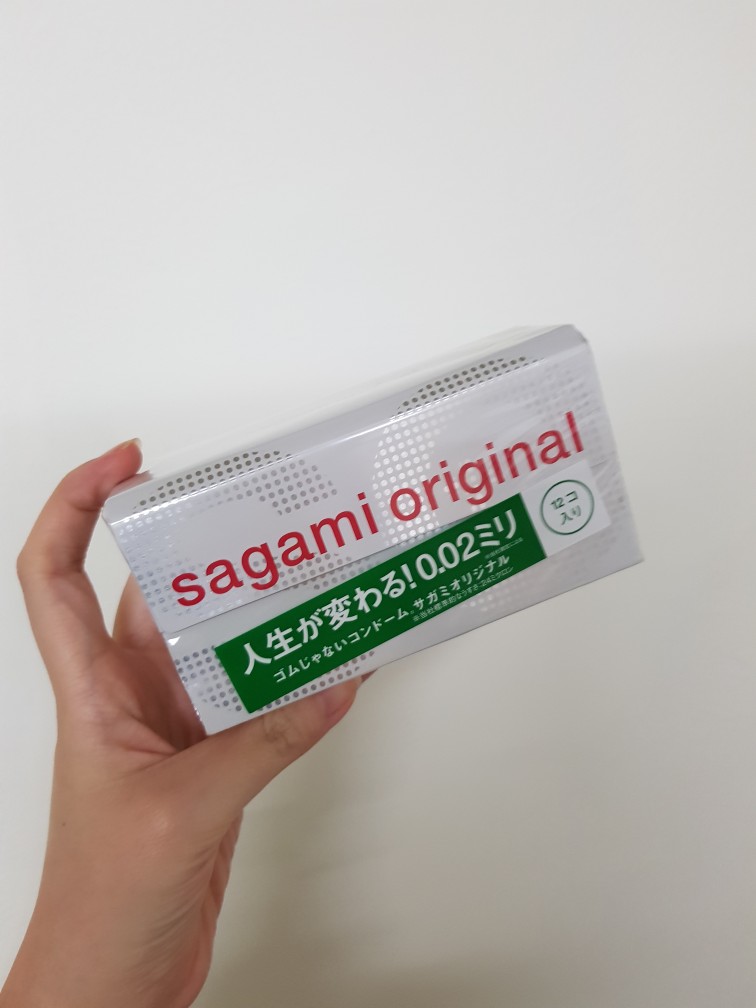 sagami original
人生が変わる!0.02ミリ
ゴムじゃないコンドーム。サガミオリジナル
12コ
入り